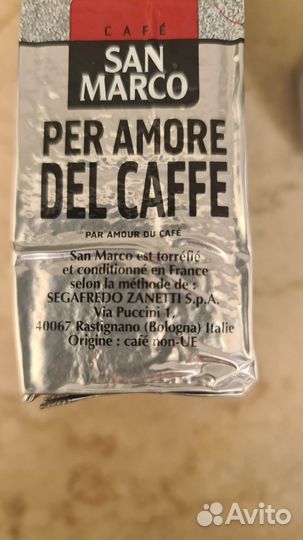 CAFÉ
SAN
MARCO
PER AMORE
DEL CAFFE
PAR AMOUR DU CAFÉ
San Marco est torréfié
et conditionné en France
selon la méthode de :
SEGAFREDO ZANETTI S.p.A.
Via Puccini 1,
40067 Rastignano (Bologna) Italie
Origine : café non-UE
Avito